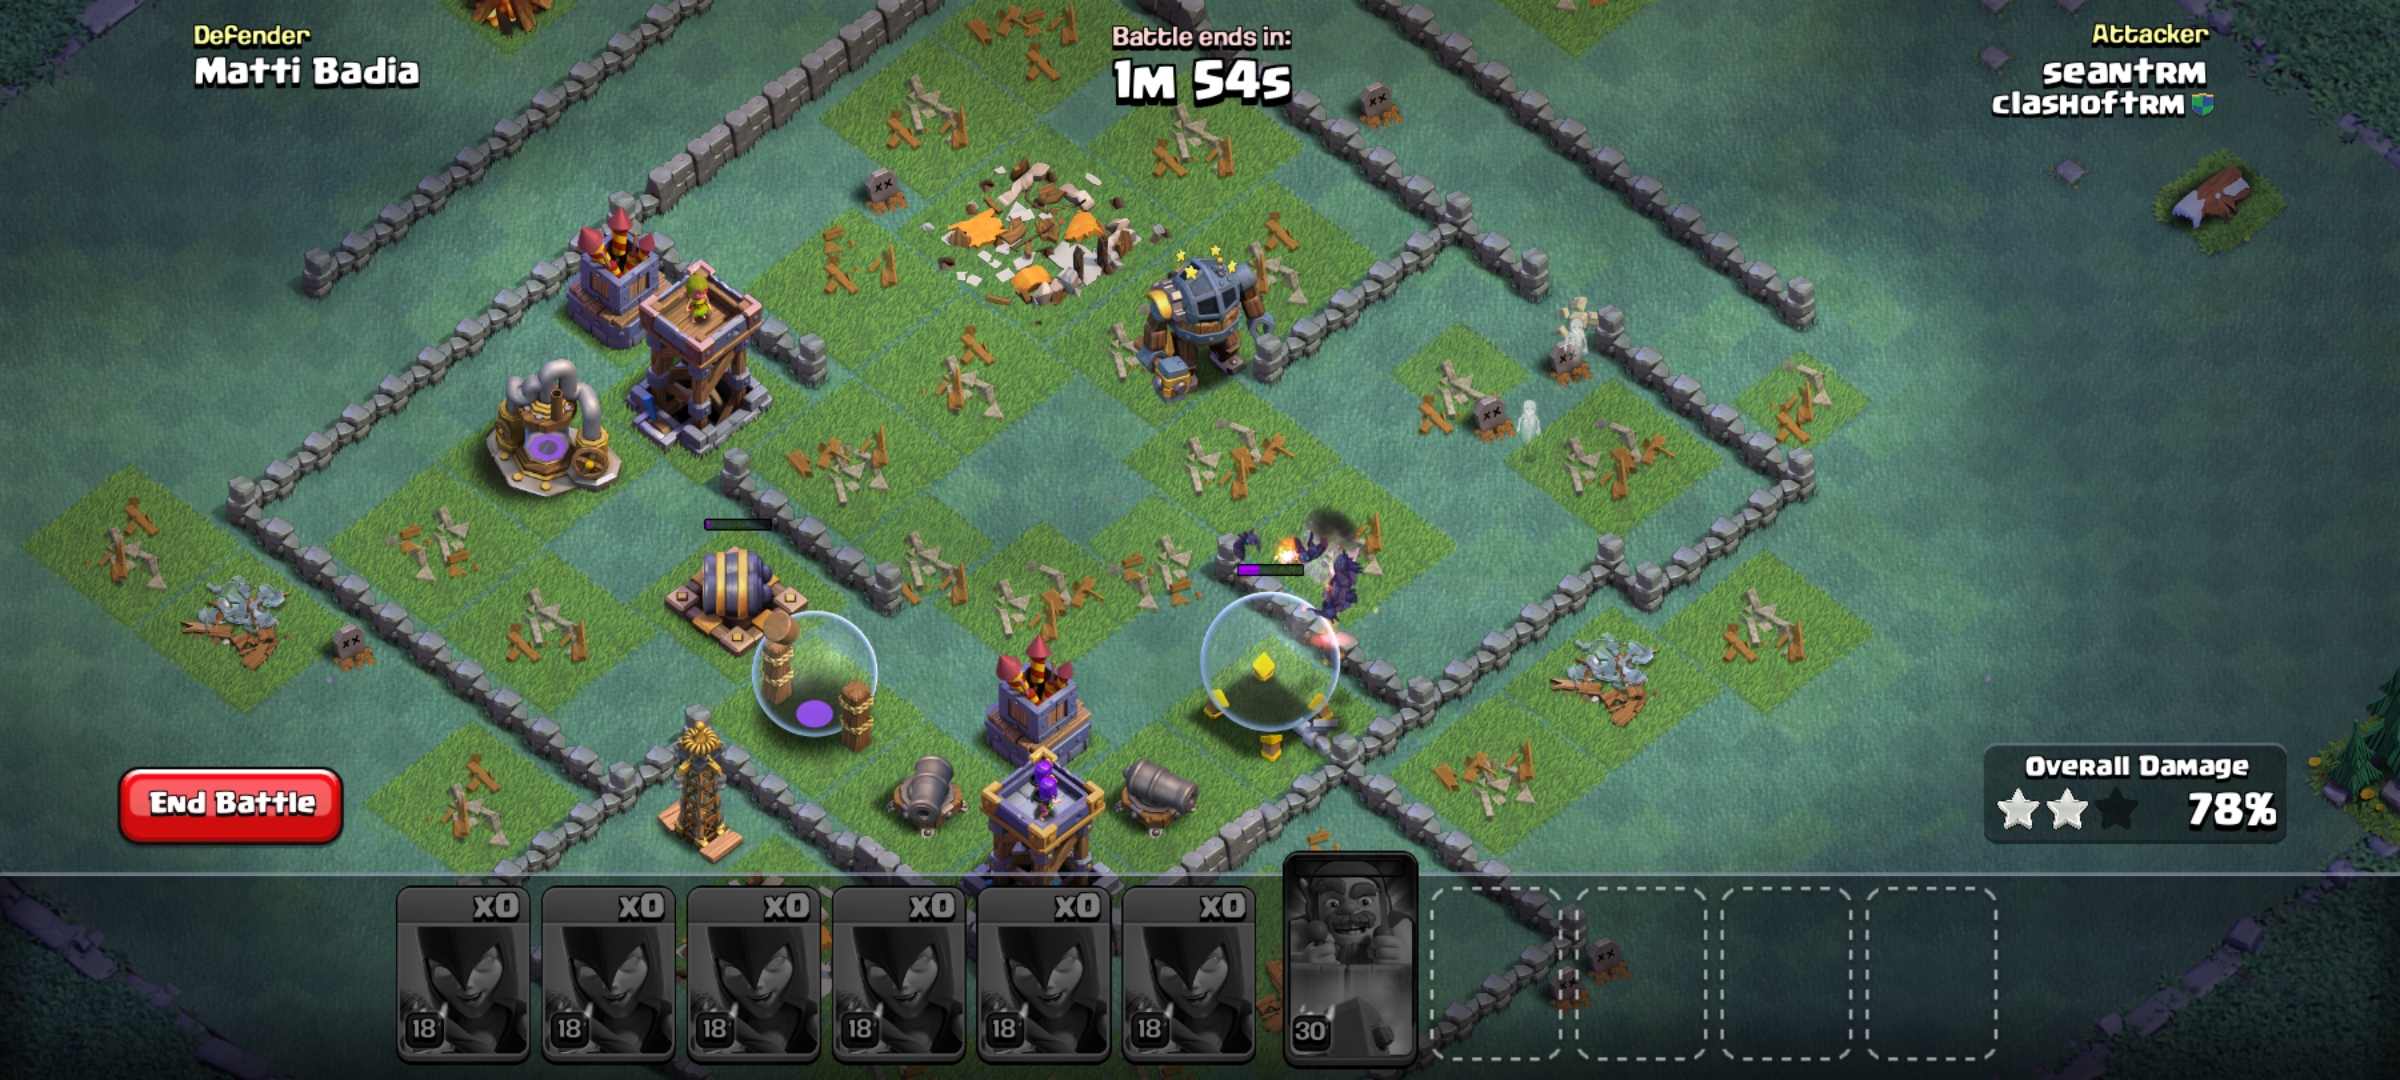 Defender
Matti Badia
Battle ends in:
1M 54s
Attacker
seantRM
clashoftRM
End Battle
Overall Damage
78%
x0
x0
x0
x0
x0
x0
18
18
18
18
18
18
30